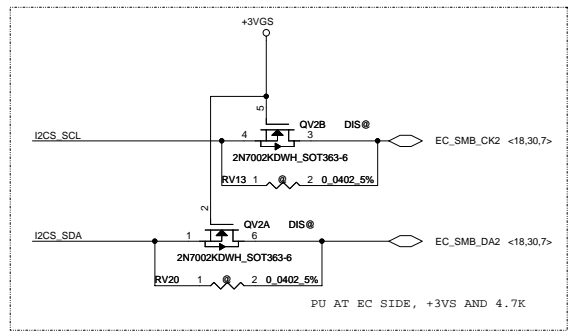 +3VGS
5
QV2B DIS@
I2CS_SCL 4 3 EC_SMB_CK2 <18,30,7>
2N7002KDWH_SOT363-6
RV13 1 @ 2 0_0402_5%
2
QV2A DIS@
I2CS_SDA 1 6 EC_SMB_DA2 <18,30,7>
2N7002KDWH_SOT363-6
RV20 1 @ 2 0_0402_5%
PU AT EC SIDE, +3VS AND 4.7K